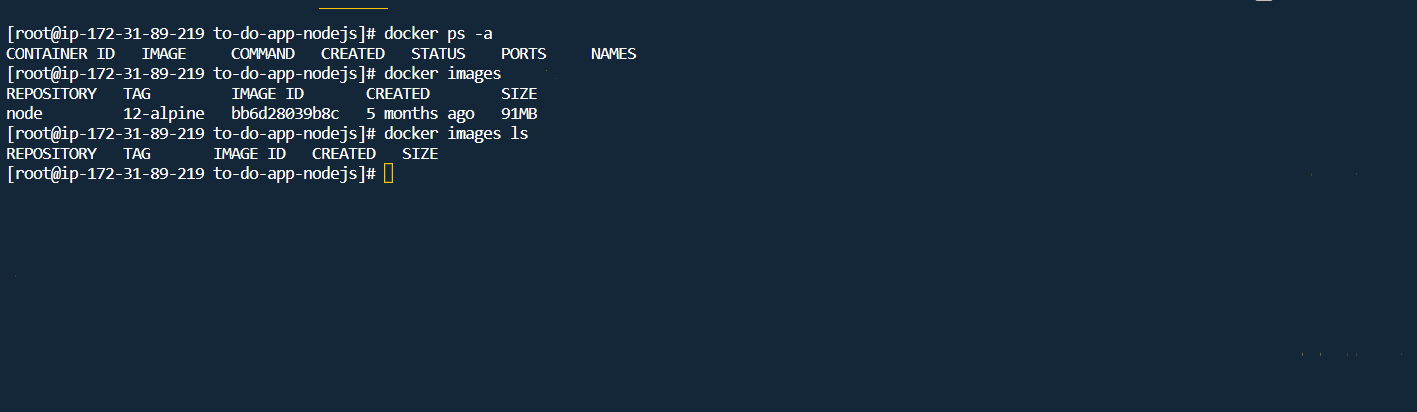 [root@ip-172-31-89-219 to-do-app-nodejs]# docker ps -a
CONTAINER ID   IMAGE     COMMAND   CREATED   STATUS    PORTS     NAMES
[root@ip-172-31-89-219 to-do-app-nodejs]# docker images
REPOSITORY   TAG         IMAGE ID       CREATED        SIZE
node         12-alpine   bb6d28039b8c   5 months ago   91MB
[root@ip-172-31-89-219 to-do-app-nodejs]# docker images ls
REPOSITORY   TAG       IMAGE ID   CREATED   SIZE
[root@ip-172-31-89-219 to-do-app-nodejs]#